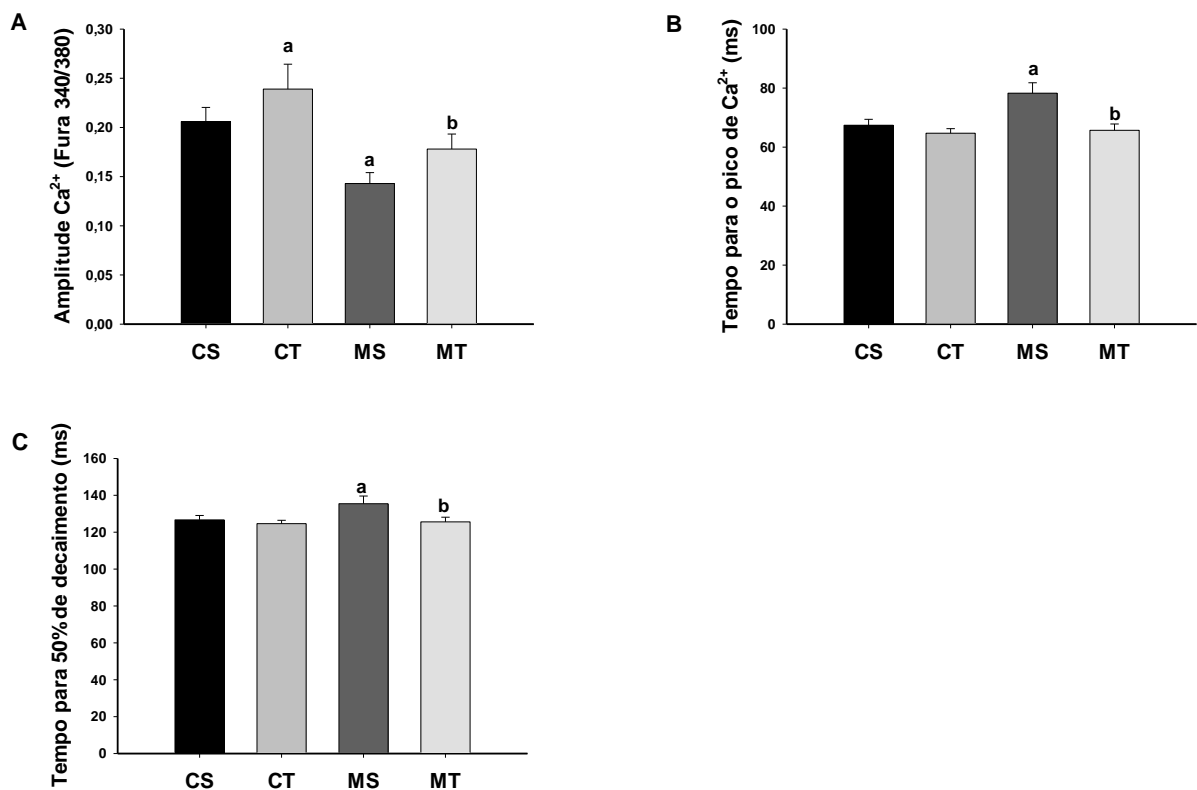 A
Amplitude Ca²⁺ (Fura 340/380)
0,30
0,25
0,20
0,15
0,10
0,05
0,00
a
a
b
CS CT MS MT
B
Tempo para o pico de Ca²⁺ (ms)
100
80
60
40
20
0
a
b
CS CT MS MT
C
Tempo para 50% de decaimento (ms)
160
140
120
100
80
60
40
20
0
a
b
CS CT MS MT